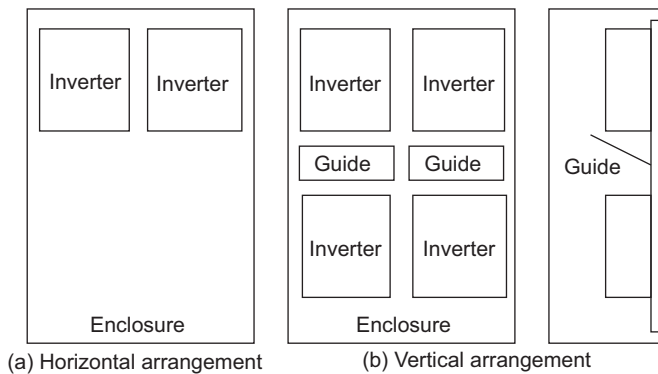 Inverter Inverter
Enclosure
(a) Horizontal arrangement
Inverter Inverter
Guide Guide
Inverter Inverter
Enclosure
Guide
(b) Vertical arrangement